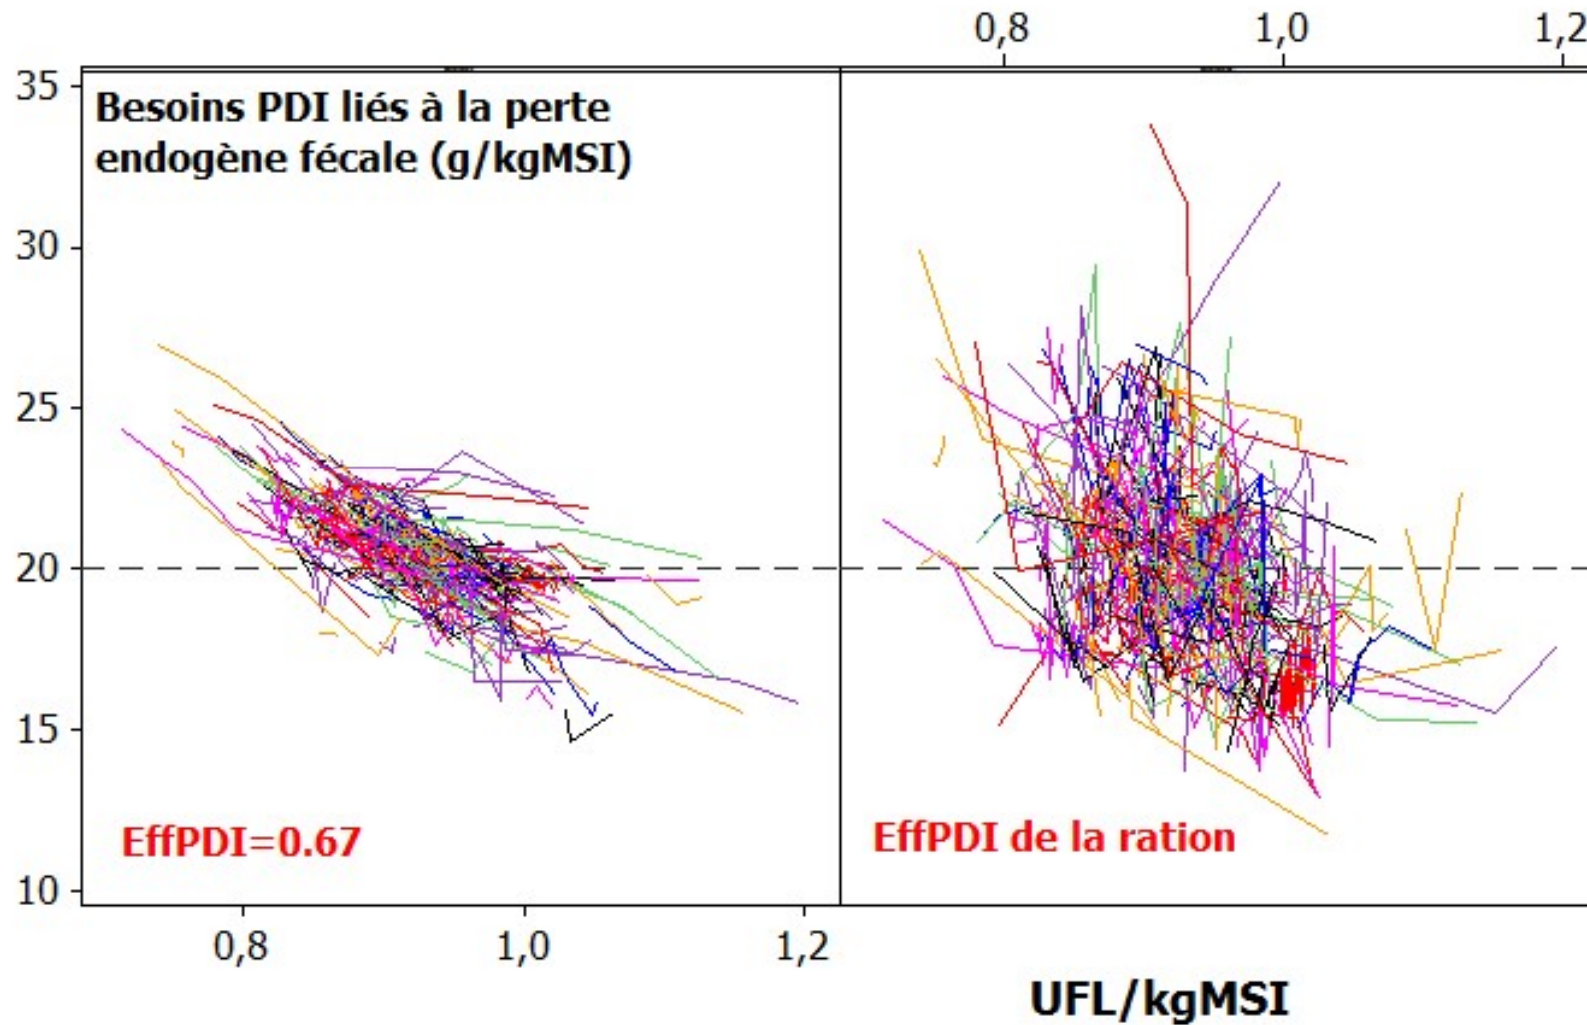 0,8 1,0 1,2
35
Besoins PDI liés à la perte
endogène fécale (g/kgMSI)
30
25
20
15
EffPDI=0.67
EffPDI de la ration
10
0,8 1,0 1,2
UFL/kgMSI